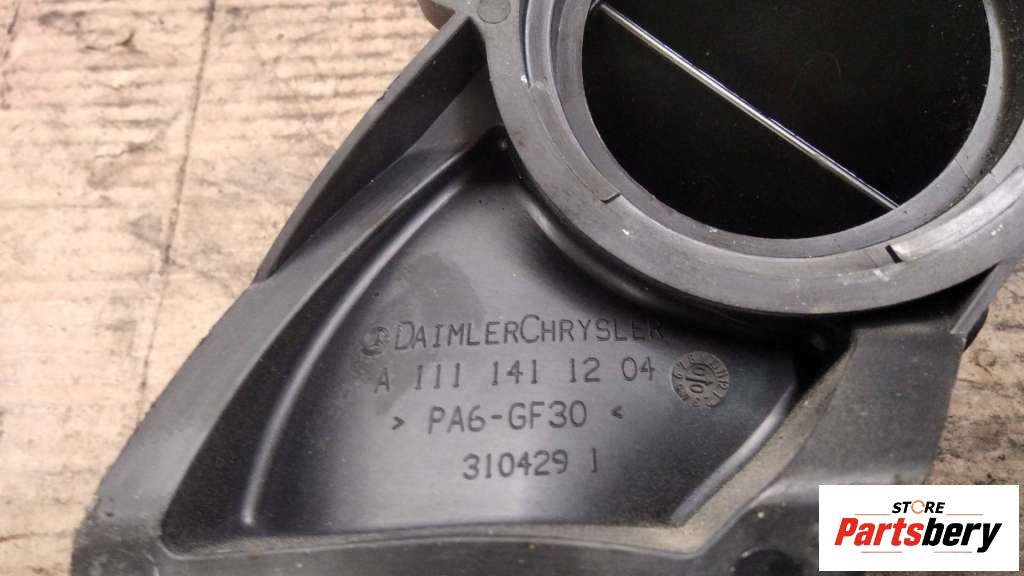 DAIMLERCHRYSLER
A 111 141 12 04
> PA6-GF30 <
310429 1
STORE
Partsbery